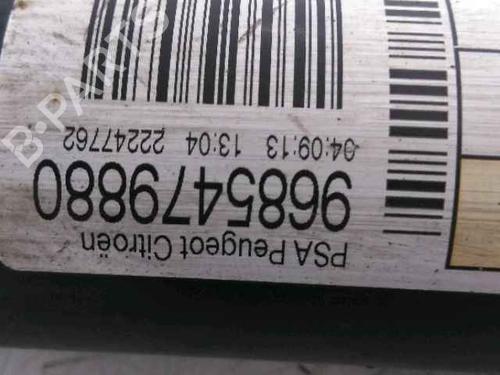 PSA Peugeot Citroën
9685479880
04.09.13 13:04 22247762
B-PARTS